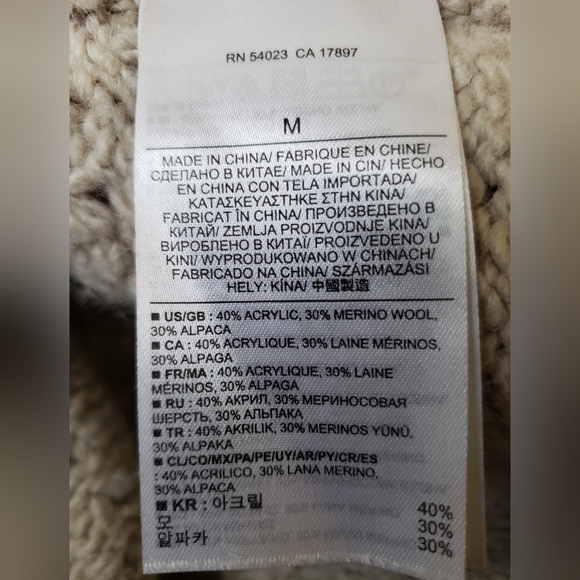 RN 54023 CA 17897
M
MADE IN CHINA/ FABRIQUE EN CHINE/
СДЕЛАНО В КИТАЕ/ MADE IN CIN/ HECHO
EN CHINA CON TELA IMPORTADA/
ΚΑΤΑΣΚΕΥΑΣΤΗΚΕ ΣΤΗΝ ΚΙΝΑ/
FABRICAT ÎN CHINA/ ПРОИЗВЕДЕНО В
КИТАЙ/ ZEMLJA PROIZVODNJE KINA/
ВИРОБЛЕНО В КИТАЇ/ PROIZVEDENO U
KINI/ WYPRODUKOWANO W CHINACH/
FABRICADO NA CHINA/ SZÁRMAZÁSI
HELY: KÍNA/ 中國製造
■ US/GB : 40% ACRYLIC, 30% MERINO WOOL,
30% ALPACA
■ CA : 40% ACRYLIQUE, 30% LAINE MÉRINOS,
30% ALPAGA
■ FR/MA : 40% ACRYLIQUE, 30% LAINE
MÉRINOS, 30% ALPAGA
■ RU : 40% АКРИЛ, 30% МЕРИНОСОВАЯ
ШЕРСТЬ, 30% АЛЬПАКА
■ TR : 40% AKRILIK, 30% MERINOS YÜNÜ,
30% ALPAKA
■ CL/CO/MX/PA/PE/UY/AR/PY/CR/ES
: 40% ACRILICO, 30% LANA MERINO,
30% ALPACA
■ KR : 아크릴 40%
모 30%
알파카 30%